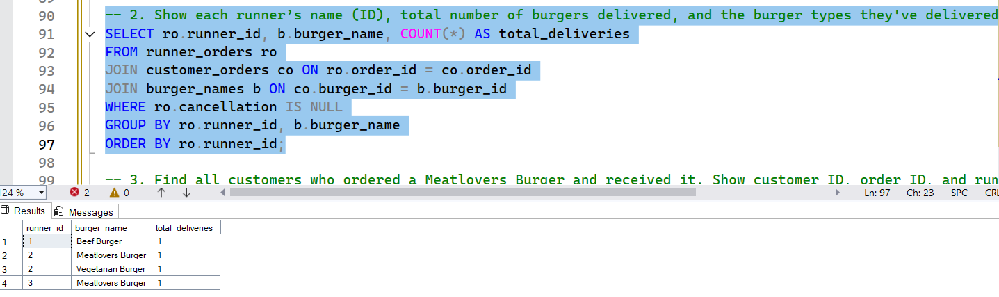 90 -- 2. Show each runner’s name (ID), total number of burgers delivered, and the burger types they've delivered
91 SELECT ro.runner_id, b.burger_name, COUNT(*) AS total_deliveries
92 FROM runner_orders ro
93 JOIN customer_orders co ON ro.order_id = co.order_id
94 JOIN burger_names b ON co.burger_id = b.burger_id
95 WHERE ro.cancellation IS NULL
96 GROUP BY ro.runner_id, b.burger_name
97 ORDER BY ro.runner_id;
98
99 -- 3. Find all customers who ordered a Meatlovers Burger and received it. Show customer ID, order ID, and run
24 % 2 0 Ln: 97 Ch: 23 SPC CRL
Results Messages
runner_id burger_name total_deliveries
1 1 Beef Burger 1
2 2 Meatlovers Burger 1
3 2 Vegetarian Burger 1
4 3 Meatlovers Burger 1